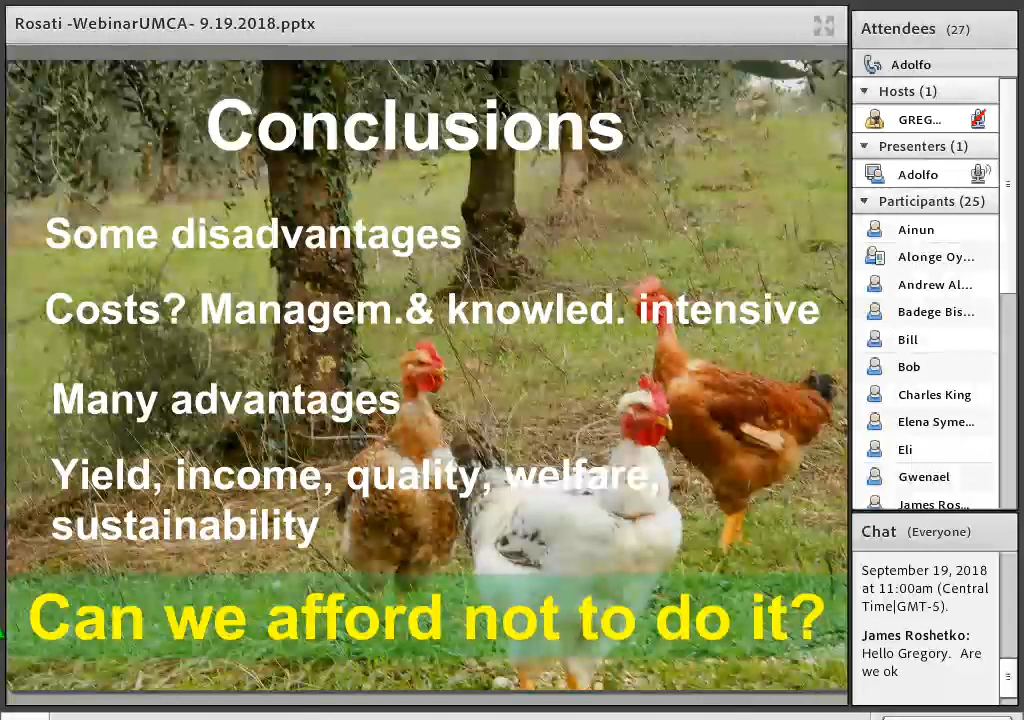 Rosati -WebinarUMCA- 9.19.2018.pptx
Conclusions
Some disadvantages
Costs? Managem.& knowled. intensive
Many advantages
Yield, income, quality, welfare,
sustainability
Can we afford not to do it?
Attendees (27)
Adolfo
Hosts (1)
GREG...
Presenters (1)
Adolfo
Participants (25)
Ainun
Alonge Oy...
Andrew Al...
Badege Bis...
Bill
Bob
Charles King
Elena Syme...
Eli
Gwenael
James Ros...
Chat (Everyone)
September 19, 2018
at 11:00am (Central
Time|GMT-5).
James Roshetko:
Hello Gregory. Are
we ok